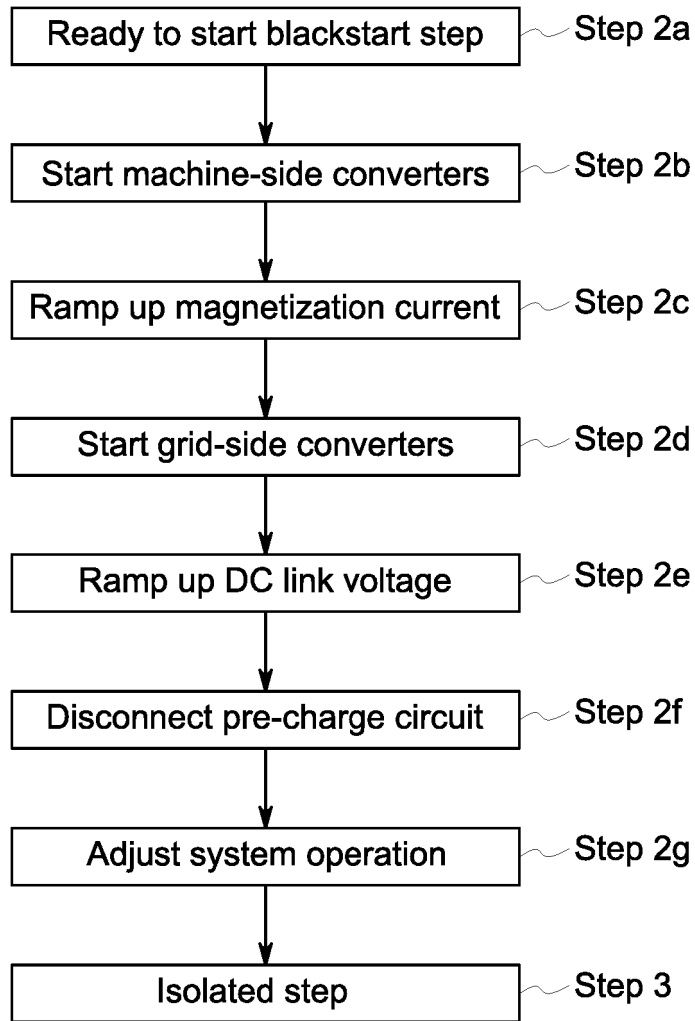 Ready to start blackstart step
Step 2a
Start machine-side converters
Step 2b
Ramp up magnetization current
Step 2c
Start grid-side converters
Step 2d
Ramp up DC link voltage
Step 2e
Disconnect pre-charge circuit
Step 2f
Adjust system operation
Step 2g
Isolated step
Step 3